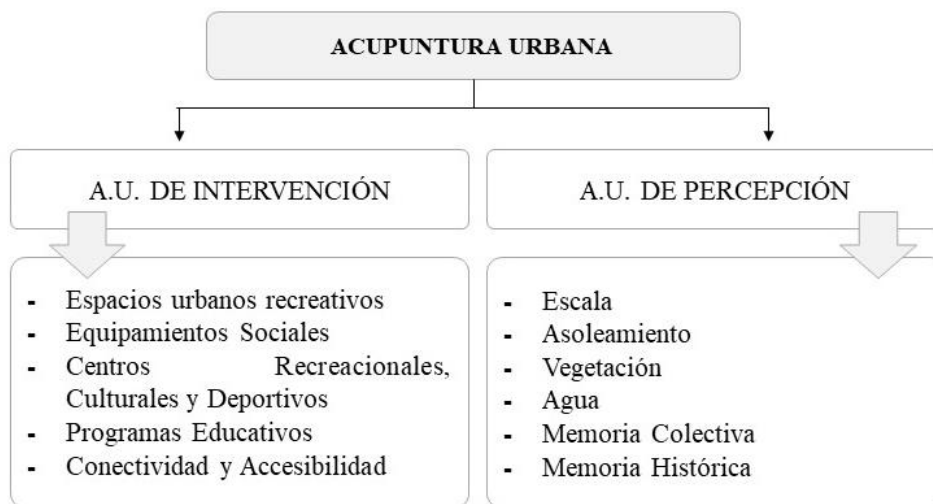 ACUPUNTURA URBANA
A.U. DE INTERVENCIÓN
A.U. DE PERCEPCIÓN
- Espacios urbanos recreativos
- Equipamientos Sociales
- Centros Recreacionales,
Culturales y Deportivos
- Programas Educativos
- Conectividad y Accesibilidad
- Escala
- Asoleamiento
- Vegetación
- Agua
- Memoria Colectiva
- Memoria Histórica